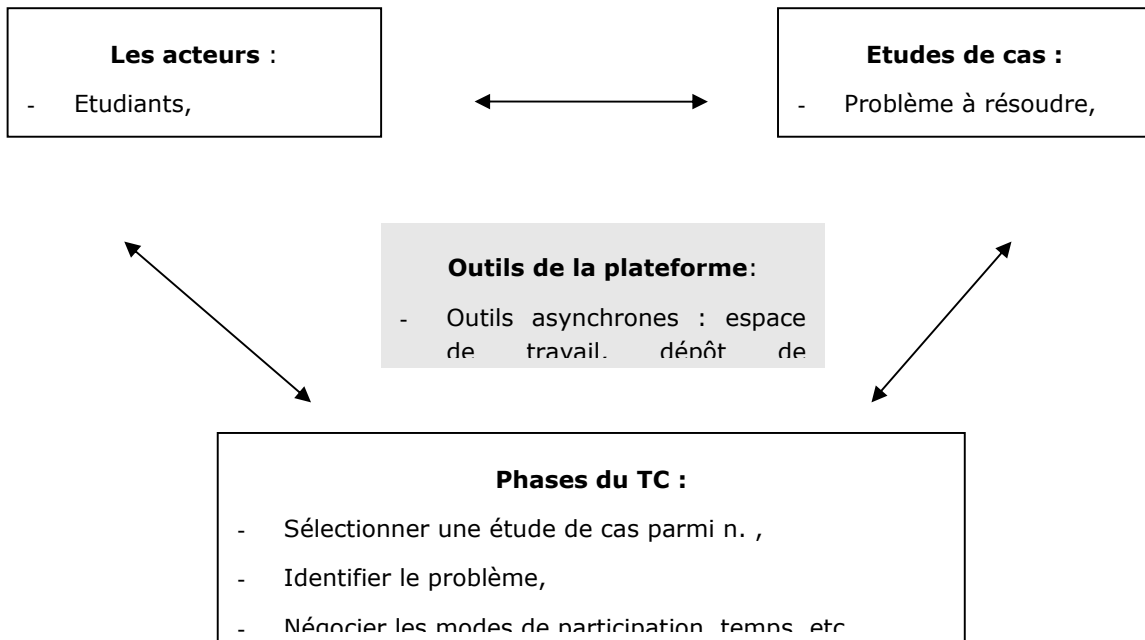 Les acteurs :
- Etudiants,
Etudes de cas :
- Problème à résoudre,
Outils de la plateforme:
- Outils asynchrones : espace
de travail, dépôt de
Phases du TC :
- Sélectionner une étude de cas parmi n. ,
- Identifier le problème,
- Négocier les modes de participation, temps, etc